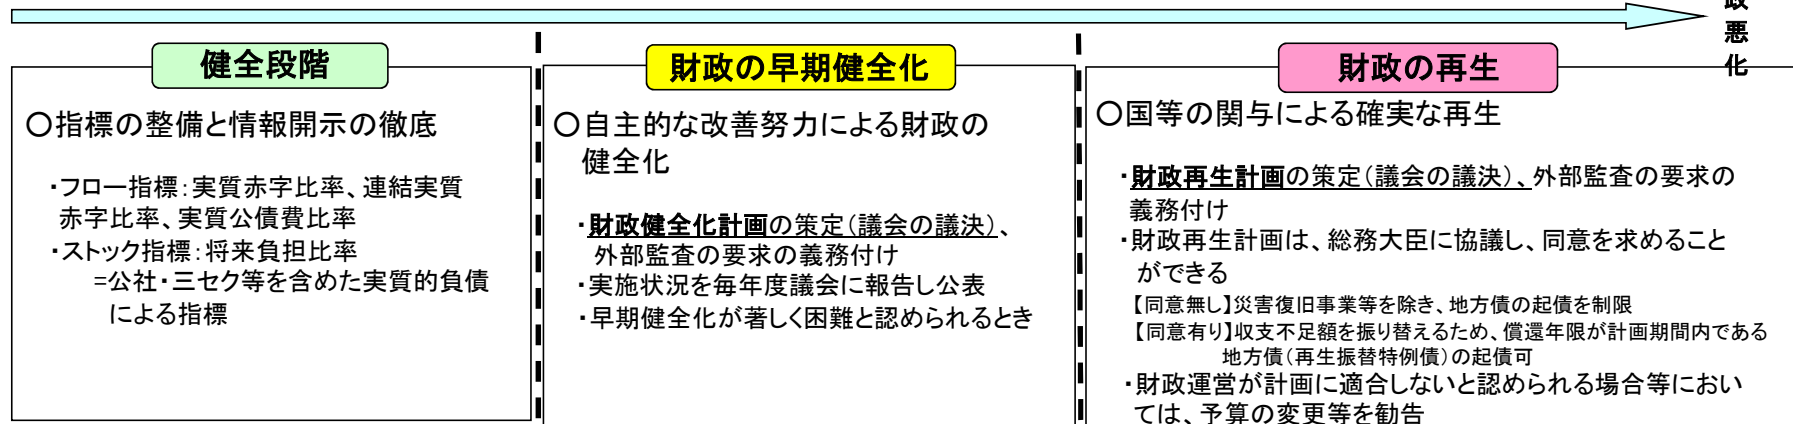 悪
化
健全段階
〇指標の整備と情報開示の徹底
・フロー指標：実質赤字比率、連結実質
赤字比率、実質公債費比率
・ストック指標：将来負担比率
=公社・三セク等を含めた実質的負債
による指標
財政の早期健全化
〇自主的な改善努力による財政の
健全化
・財政健全化計画の策定（議会の議決）、
外部監査の要求の義務付け
・実施状況を毎年度議会に報告し公表
・早期健全化が著しく困難と認められるとき
財政の再生
〇国等の関与による確実な再生
・財政再生計画の策定（議会の議決）、外部監査の要求の
義務付け
・財政再生計画は、総務大臣に協議し、同意を求めること
ができる
【同意無し】災害復旧事業等を除き、地方債の起債を制限
【同意有り】収支不足額を振り替えるため、償還年限が計画期間内である
地方債（再生振替特例債）の起債可
・財政運営が計画に適合しないと認められる場合等におい
ては、予算の変更等を勧告